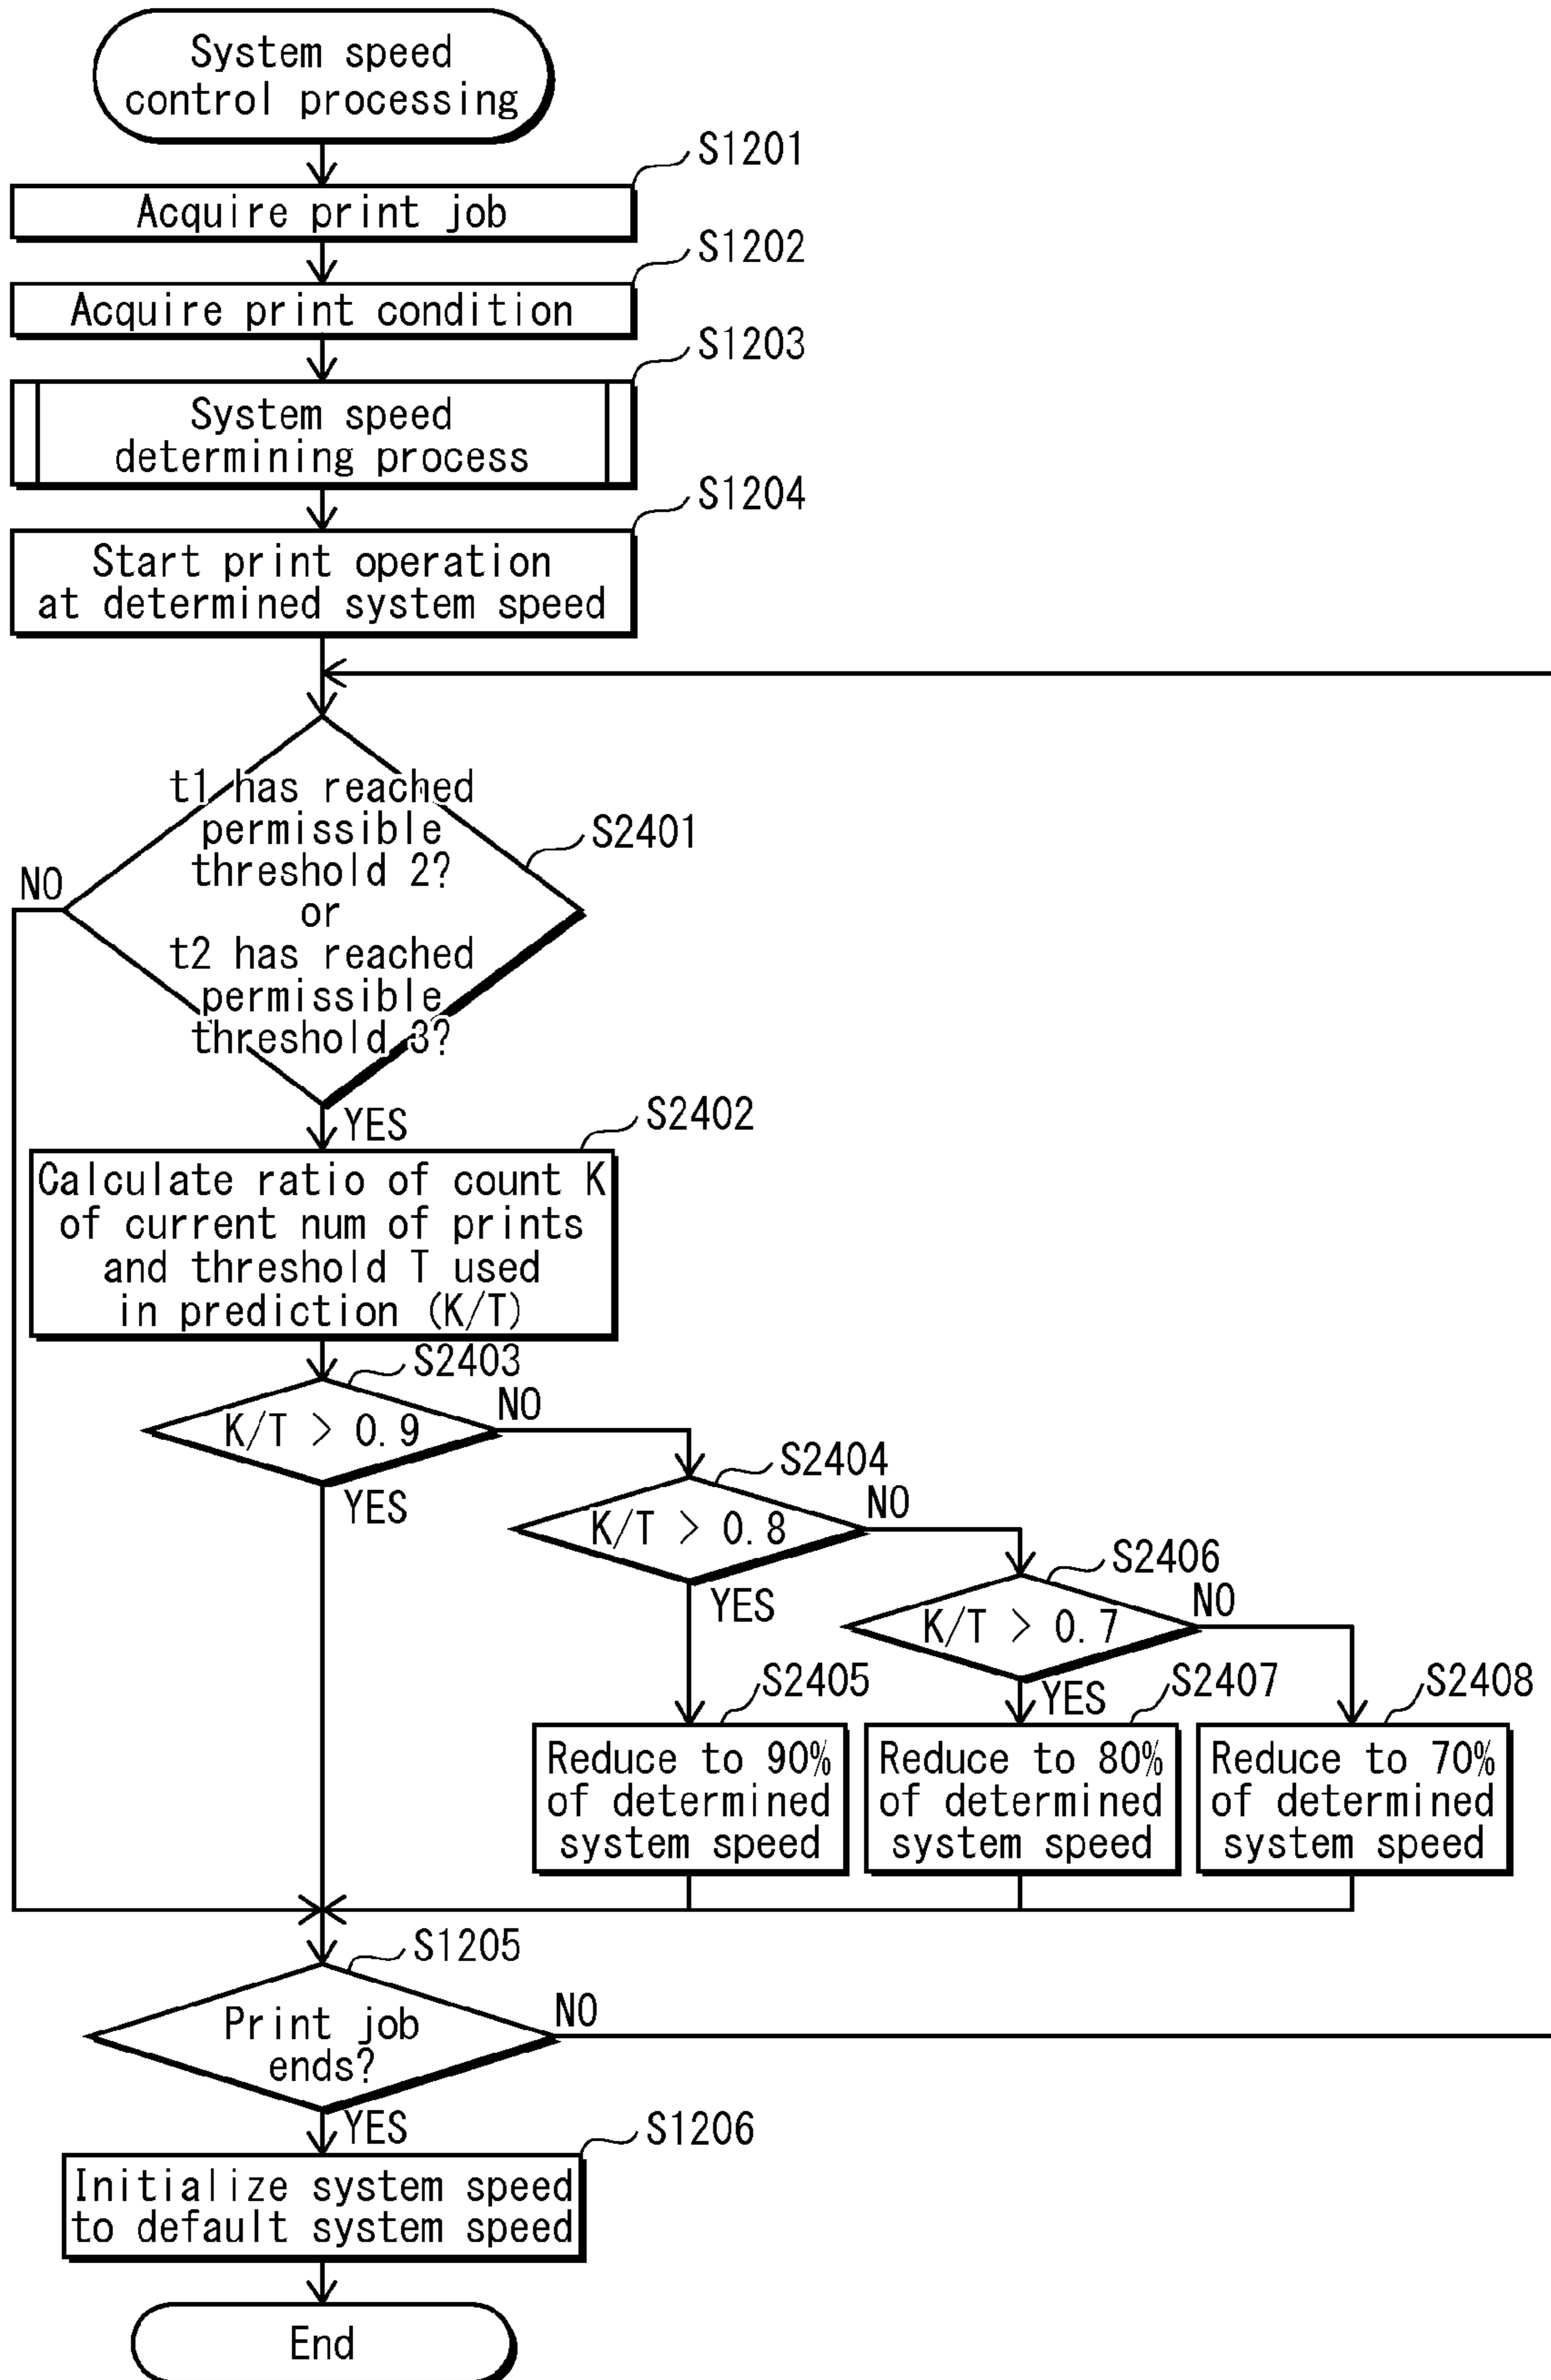 System speed
control processing
S1201
Acquire print job
S1202
Acquire print condition
S1203
System speed
determining process
S1204
Start print operation
at determined system speed
t1 has reached
permissible
threshold 2?
or
t2 has reached
permissible
threshold 3?
S2401
NO
YES
S2402
Calculate ratio of count K
of current num of prints
and threshold T used
in prediction (K/T)
S2403
K/T > 0.9
NO
YES
S2404
K/T > 0.8
NO
YES
S2406
K/T > 0.7
NO
YES
S2405
Reduce to 90%
of determined
system speed
S2407
Reduce to 80%
of determined
system speed
S2408
Reduce to 70%
of determined
system speed
S1205
Print job
ends?
NO
YES
S1206
Initialize system speed
to default system speed
End